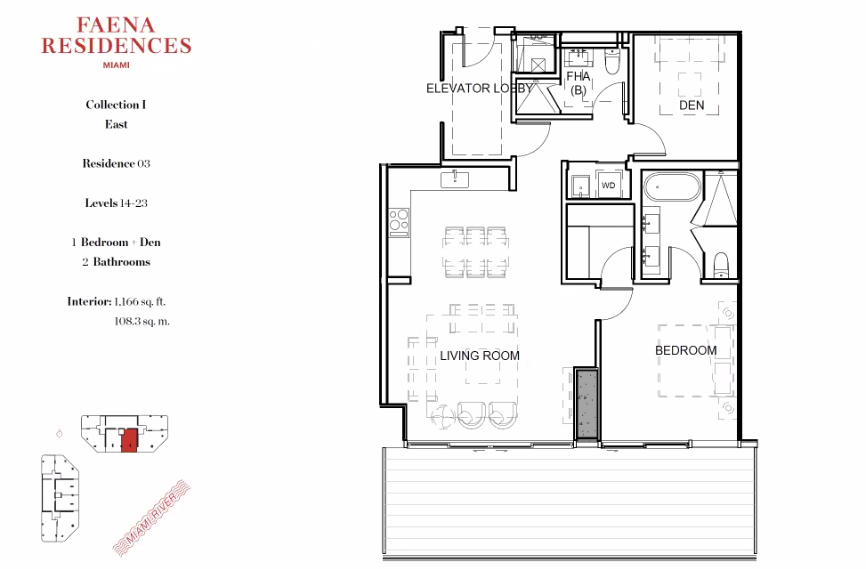 FAENA
RESIDENCES
MIAMI
Collection I
East
Residence 03
Levels 14-23
1 Bedroom + Den
2 Bathrooms
Interior: 1,166 sq. ft.
108.3 sq. m.
ELEVATOR LOBBY
FHA
(B)
DEN
WD
LIVING ROOM
BEDROOM
MIAMI RIVER